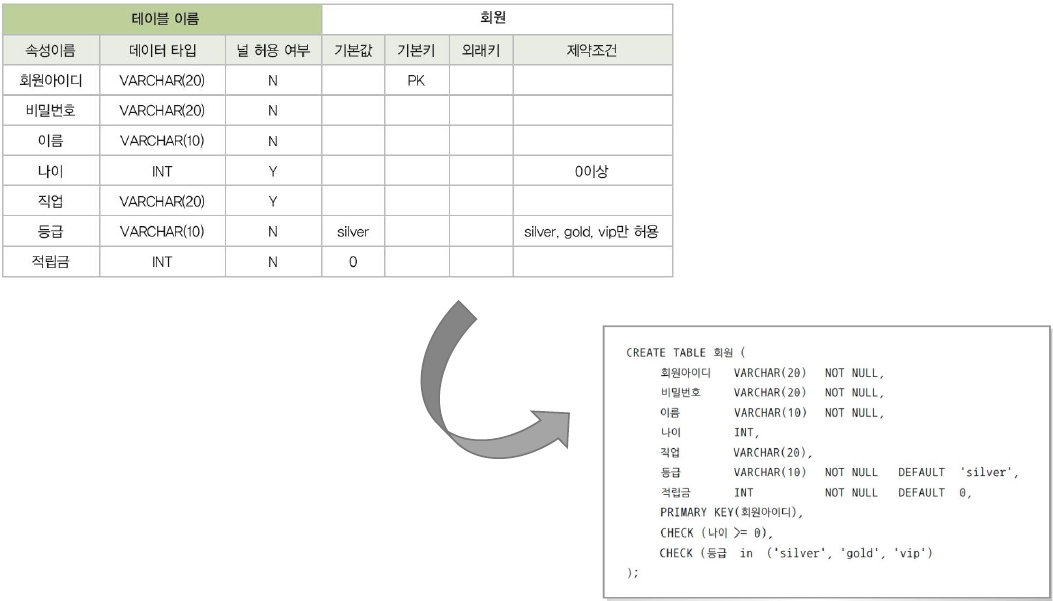 테이블 이름 회원
속성이름 데이터 타입 널 허용 여부 기본값 기본키 외래키 제약조건
회원아이디 VARCHAR(20) N PK
비밀번호 VARCHAR(20) N
이름 VARCHAR(10) N
나이 INT Y 0이상
직업 VARCHAR(20) Y
등급 VARCHAR(10) N silver silver, gold, vip만 허용
적립금 INT N 0
CREATE TABLE 회원 (
회원아이디 VARCHAR(20) NOT NULL,
비밀번호 VARCHAR(20) NOT NULL,
이름 VARCHAR(10) NOT NULL,
나이 INT,
직업 VARCHAR(20),
등급 VARCHAR(10) NOT NULL DEFAULT 'silver',
적립금 INT NOT NULL DEFAULT 0,
PRIMARY KEY(회원아이디),
CHECK (나이 >= 0),
CHECK (등급 in ('silver', 'gold', 'vip')
);